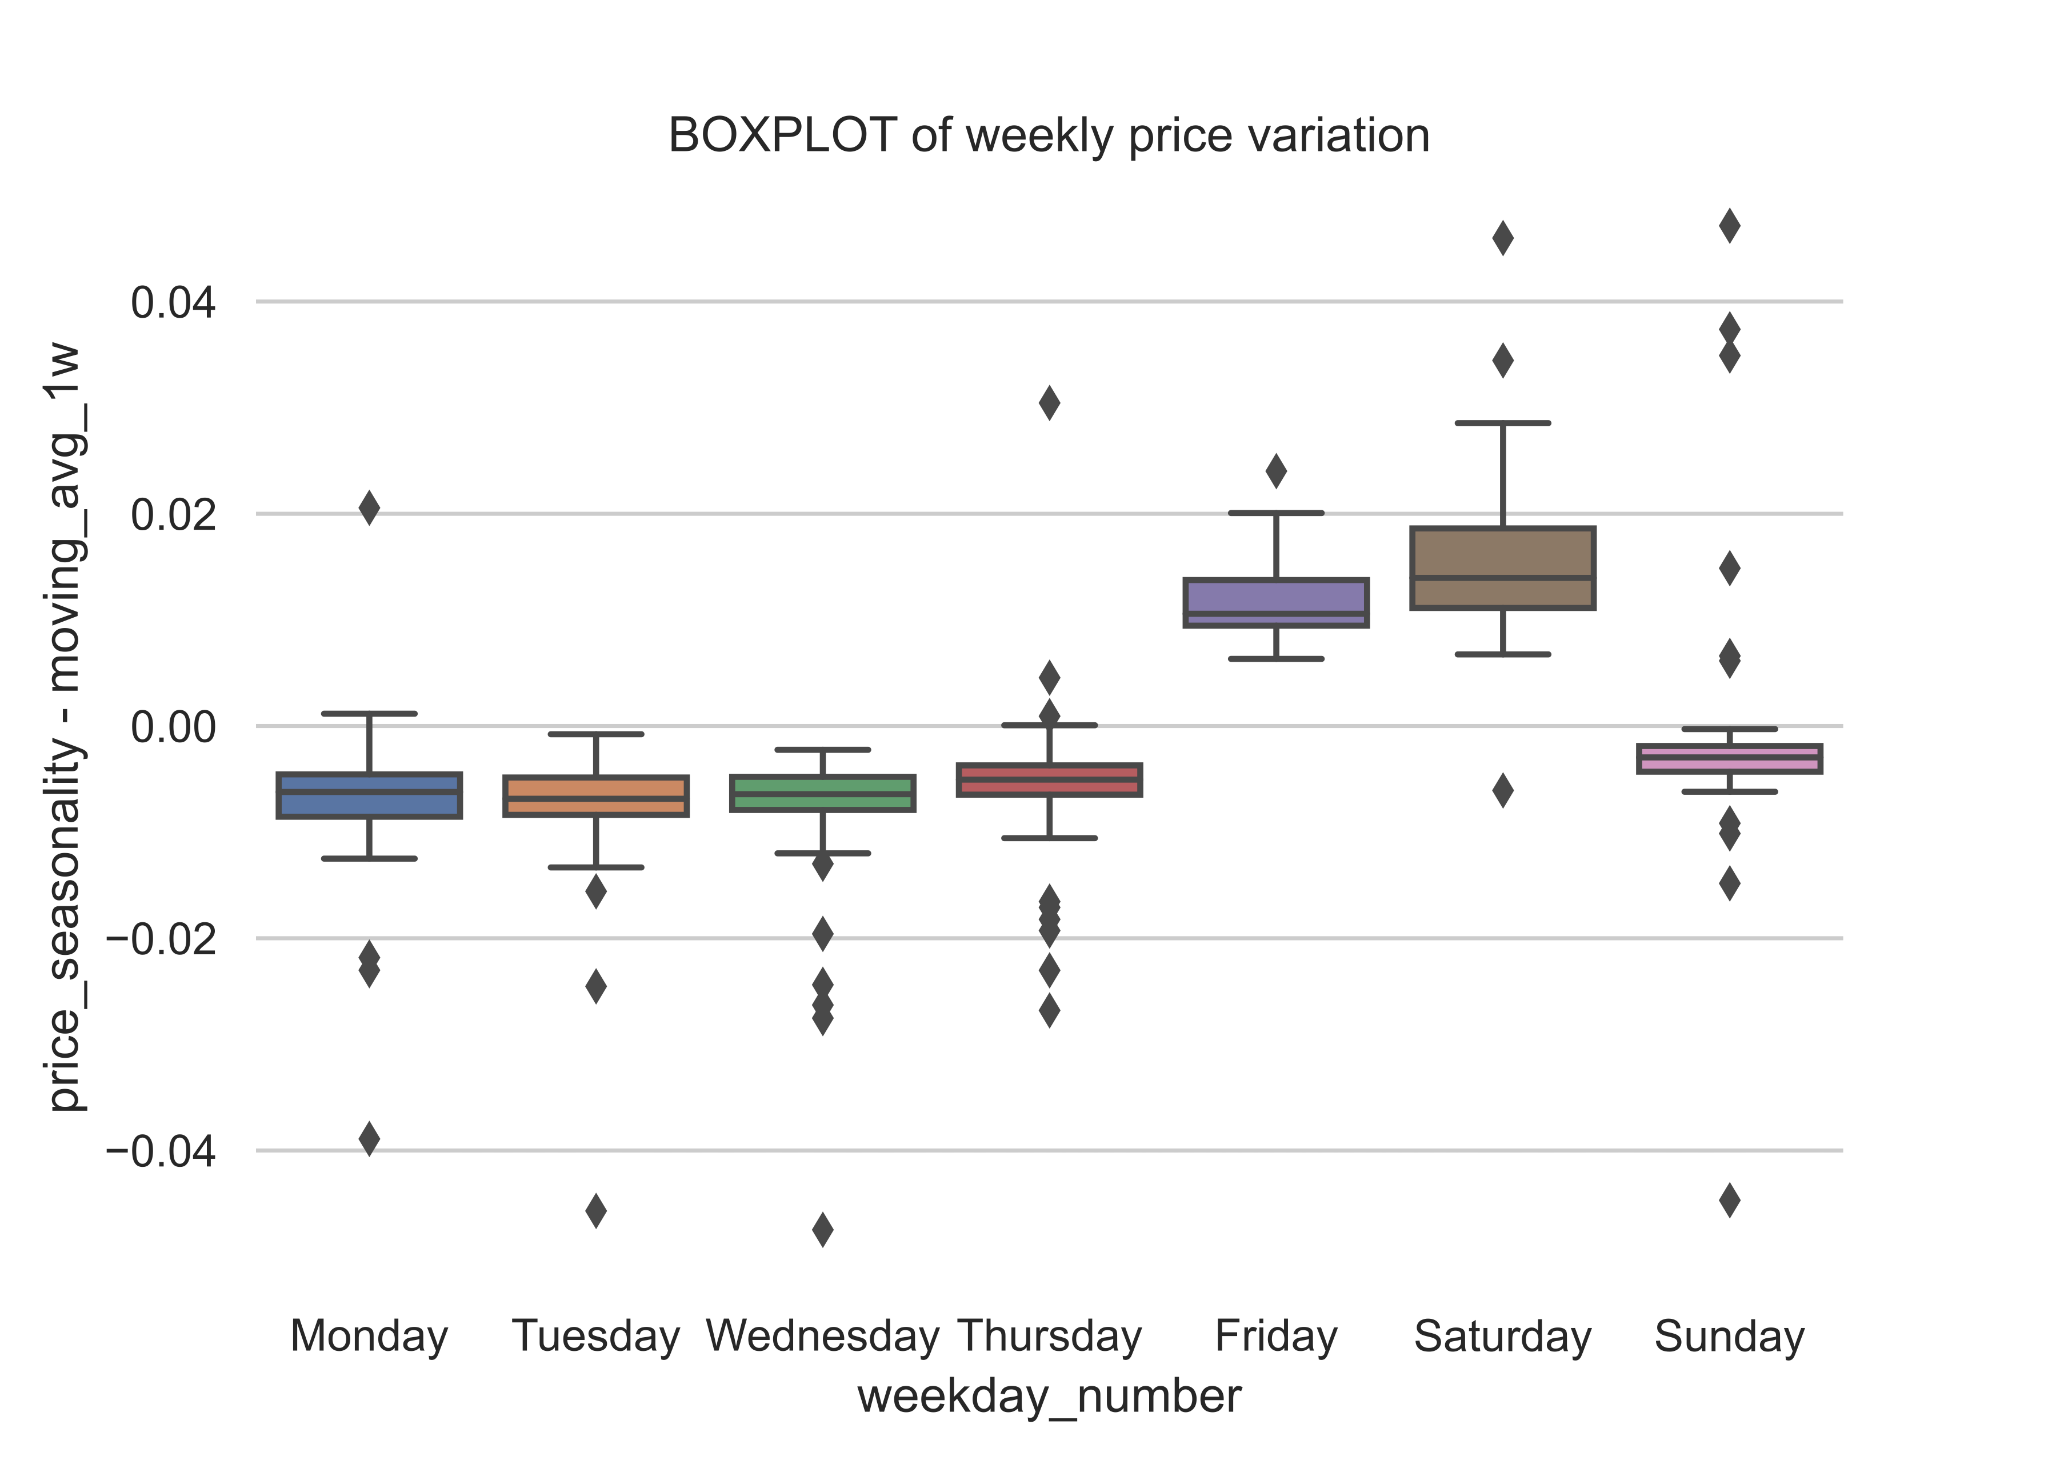 BOXPLOT of weekly price variation
price_seasonality - moving_avg_1w
0.04
0.02
0.00
−0.02
−0.04
Monday Tuesday Wednesday Thursday Friday Saturday Sunday
weekday_number